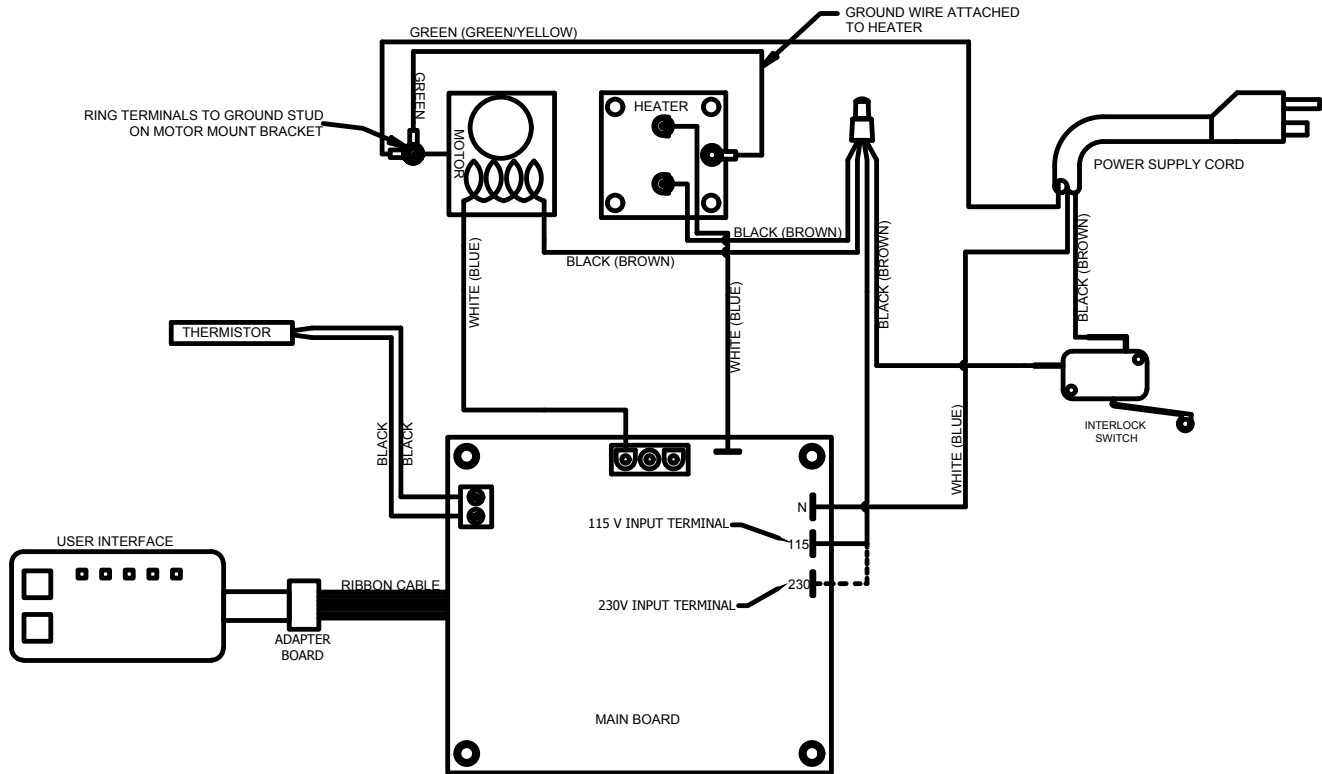 GROUND WIRE ATTACHED
TO HEATER
GREEN (GREEN/YELLOW)
GREEN
RING TERMINALS TO GROUND STUD
ON MOTOR MOUNT BRACKET
MOTOR
HEATER
POWER SUPPLY CORD
BLACK (BROWN)
BLACK (BROWN)
BLACK (BROWN)
BLACK (BROWN)
WHITE (BLUE)
WHITE (BLUE)
THERMISTOR
INTERLOCK
SWITCH
BLACK
BLACK
WHITE (BLUE)
N
115 V INPUT TERMINAL
115
230
230V INPUT TERMINAL
USER INTERFACE
RIBBON CABLE
ADAPTER
BOARD
MAIN BOARD